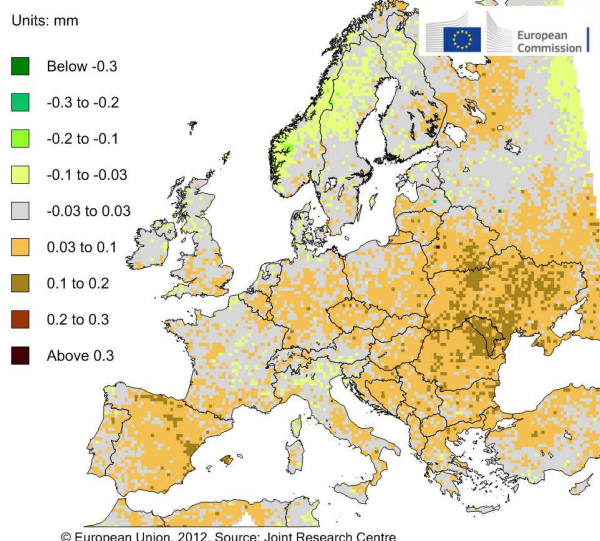 Units: mm
European
Commission
Below -0.3
-0.3 to -0.2
-0.2 to -0.1
-0.1 to -0.03
-0.03 to 0.03
0.03 to 0.1
0.1 to 0.2
0.2 to 0.3
Above 0.3
© European Union, 2012. Source: Joint Research Centre